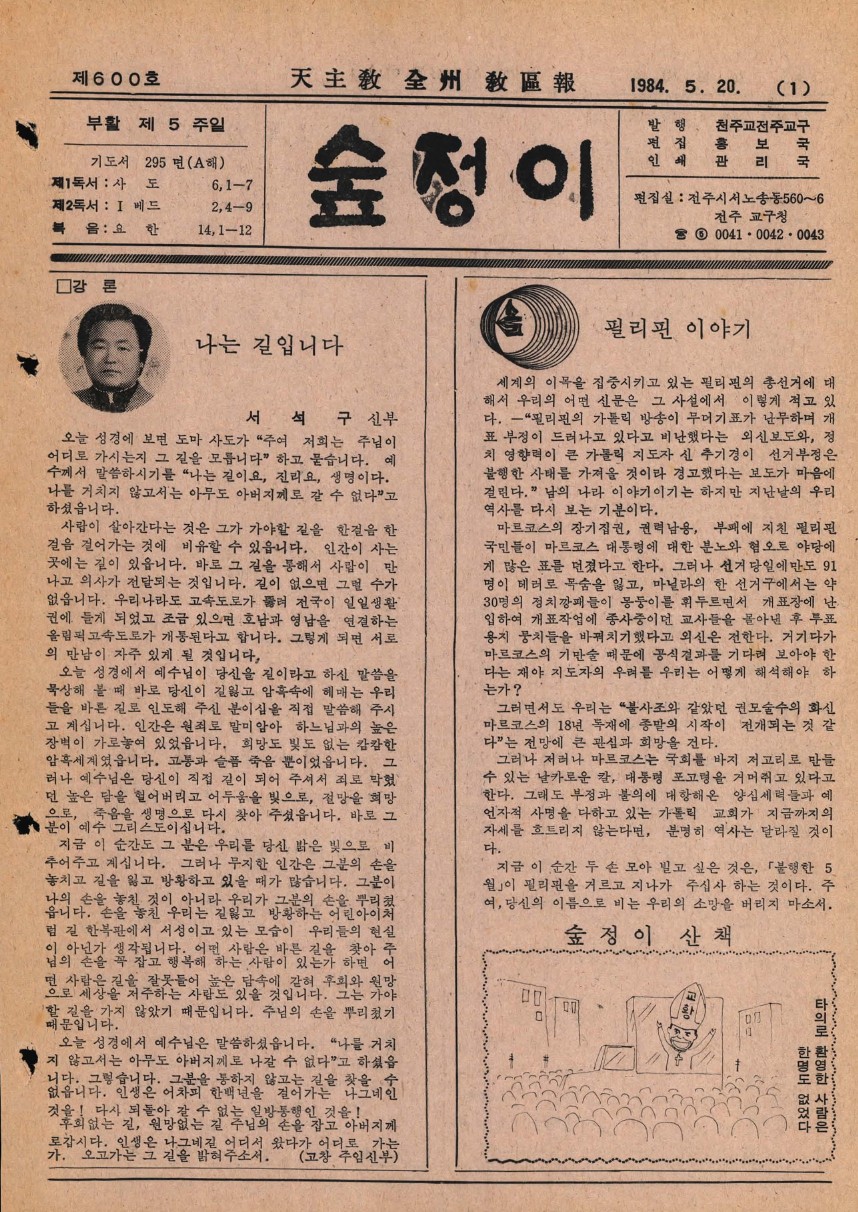 제600호
天主教 全州 教區報
1984. 5. 20. (1)
부활 제 5 주일
기도서 295 면(A해)
제1독서 : 사 도 6,1—7
제2독서 : I 베드 2,4—9
복 음 : 요 한 14,1—12
숲정이
발 행 천주교전주교구
편 집 홍 보 국
인 쇄 관 리 국
편집실 : 전주시서노송동560~6
전주 교구청
☎ ⑥ 0041·0042·0043
□강 론
나는 길입니다
서 석 구 신부
오늘 성경에 보면 도마 사도가 “주여 저희는 주님이
어디로 가시는지 그 길을 모릅니다” 하고 묻습니다. 예
수께서 말씀하시기를 “나는 길이요, 진리요, 생명이다.
나를 거치지 않고서는 아무도 아버지께로 갈 수 없다”고
하셨읍니다.
사람이 살아간다는 것은 그가 가야할 길을 한걸음 한
걸음 걸어가는 것에 비유할 수 있읍니다. 인간이 사는
곳에는 길이 있읍니다. 바로 그 길을 통해서 사람이 만
나고 의사가 전달되는 것입니다. 길이 없으면 그럴 수가
없읍니다. 우리나라도 고속도로가 뚫려 전국이 일일생활
권에 들게 되었고 조금 있으면 호남과 영남을 연결하는
올림픽고속도로가 개통된다고 합니다. 그렇게 되면 서로
의 만남이 자주 있게 될 것입니다.
오늘 성경에서 예수님이 당신을 길이라고 하신 말씀을
묵상해 볼 때 바로 당신이 길잃고 암흑속에 헤매는 우리
들을 바른 길로 인도해 주신 분이심을 직접 말씀해 주시
고 계십니다. 인간은 원죄로 말미암아 하느님과의 높은
장벽이 가로놓여 있었읍니다. 희망도 빛도 없는 캄캄한
암흑세계였읍니다. 고통과 슬픔 죽음 뿐이었읍니다. 그
러나 예수님은 당신이 직접 길이 되어 주셔서 죄로 막혔
던 높은 담을 헐어버리고 어두움을 빛으로, 절망을 희망
으로, 죽음을 생명으로 다시 찾아 주셨읍니다. 바로 그
분이 예수 그리스도이십니다.
지금 이 순간도 그 분은 우리를 당신 밝은 빛으로 비
추어주고 계십니다. 그러나 무지한 인간은 그분의 손을
놓치고 길을 잃고 방황하고 있을 때가 많습니다. 그분이
나의 손을 놓친 것이 아니라 우리가 그분의 손을 뿌리쳤
읍니다. 손을 놓친 우리는 길잃고 방황하는 어린아이처
럼 길 한복판에서 서성이고 있는 모습이 우리들의 현실
이 아닌가 생각됩니다. 어떤 사람은 바른 길을 찾아 주
님의 손을 꼭 잡고 행복해 하는 사람이 있는가 하면 어
떤 사람은 길을 잘못들어 높은 담속에 갇혀 후회와 원망
으로 세상을 저주하는 사람도 있을 것입니다. 그는 가야
할 길을 가지 않았기 때문입니다. 주님의 손을 뿌리쳤기
때문입니다.
오늘 성경에서 예수님은 말씀하셨읍니다. “나를 거치
지 않고서는 아무도 아버지께로 나갈 수 없다”고 하셨읍
니다. 그렇습니다. 그분을 통하지 않고는 길을 찾을 수
없읍니다. 인생은 어차피 한백년을 걸어가는 나그네인
것을! 다시 되돌아 갈 수 없는 일방통행인 것을!
후회없는 길, 원망없는 길 주님의 손을 잡고 아버지께
로갑시다. 인생은 나그네길 어디서 왔다가 어디로 가는
가. 오고가는 그 길을 밝혀주소서. (고창 주임신부)
솔
필리핀 이야기
세계의 이목을 집중시키고 있는 필리핀의 총선거에 대
해서 우리의 어떤 신문은 그 사설에서 이렇게 적고 있
다. —“필리핀의 가톨릭 방송이 무더기표가 난무하며 개
표 부정이 드러나고 있다고 비난했다는 외신보도와, 정
치 영향력이 큰 가톨릭 지도자 신 추기경이 선거부정은
불행한 사태를 가져올 것이라 경고했다는 보도가 마음에
걸린다.” 남의 나라 이야기이기는 하지만 지난날의 우리
역사를 다시 보는 기분이다.
마르코스의 장기집권, 권력남용, 부패에 지친 필리핀
국민들이 마르코스 대통령에 대한 분노와 혐오로 야당에
게 많은 표를 던졌다고 한다. 그러나 선거당일에만도 91
명이 테러로 목숨을 잃고, 마닐라의 한 선거구에서는 약
30명의 정치깡패들이 몽둥이를 휘두르면서 개표장에 난
입하여 개표작업에 종사중이던 교사들을 몰아낸 후 투표
용지 뭉치들을 바꿔치기했다고 외신은 전한다. 거기다가
마르코스의 기만술 때문에 공식결과를 기다려 보아야 한
다는 재야 지도자의 우려를 우리는 어떻게 해석해야 하
는가?
그러면서도 우리는 “불사조와 같았던 권모술수의 화신
마르코스의 18년 독재에 종말의 시작이 전개되는 것 같
다”는 전망에 큰 관심과 희망을 건다.
그러나 저러나 마르코스는 국회를 바지 저고리로 만들
수 있는 날카로운 칼, 대통령 포고령을 거머쥐고 있다고
한다. 그래도 부정과 불의에 대항해온 양심세력들과 예
언자적 사명을 다하고 있는 가톨릭 교회가 지금까지의
자세를 흐트리지 않는다면, 분명히 역사는 달라질 것이
다.
지금 이 순간 두 손 모아 빌고 싶은 것은, 「불행한 5
월」이 필리핀을 거르고 지나가 주십사 하는 것이다. 주
여, 당신의 이름으로 비는 우리의 소망을 버리지 마소서.
숲정이 산책
교황
타의로 환영한 사람은
한명도 없었다